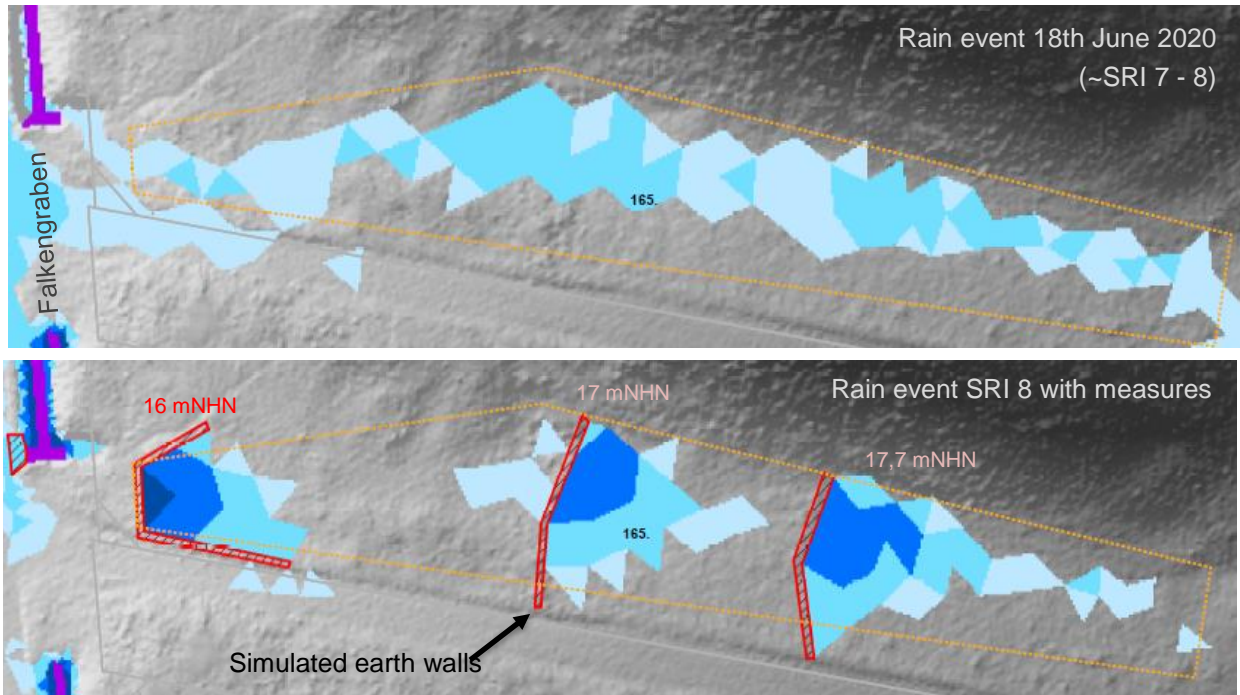 Rain event 18th June 2020
(~SRI 7 - 8)
Falkengraben
165.
Rain event SRI 8 with measures
16 mNHN
17 mNHN
17,7 mNHN
165.
Simulated earth walls